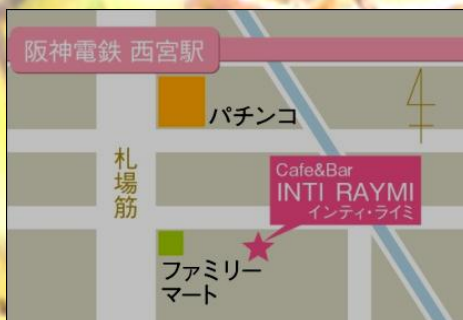 阪神電鉄 西宮駅
パチンコ
札場筋
Cafe&Bar
INTI RAYMI
インティ・ライミ
ファミリー
マート